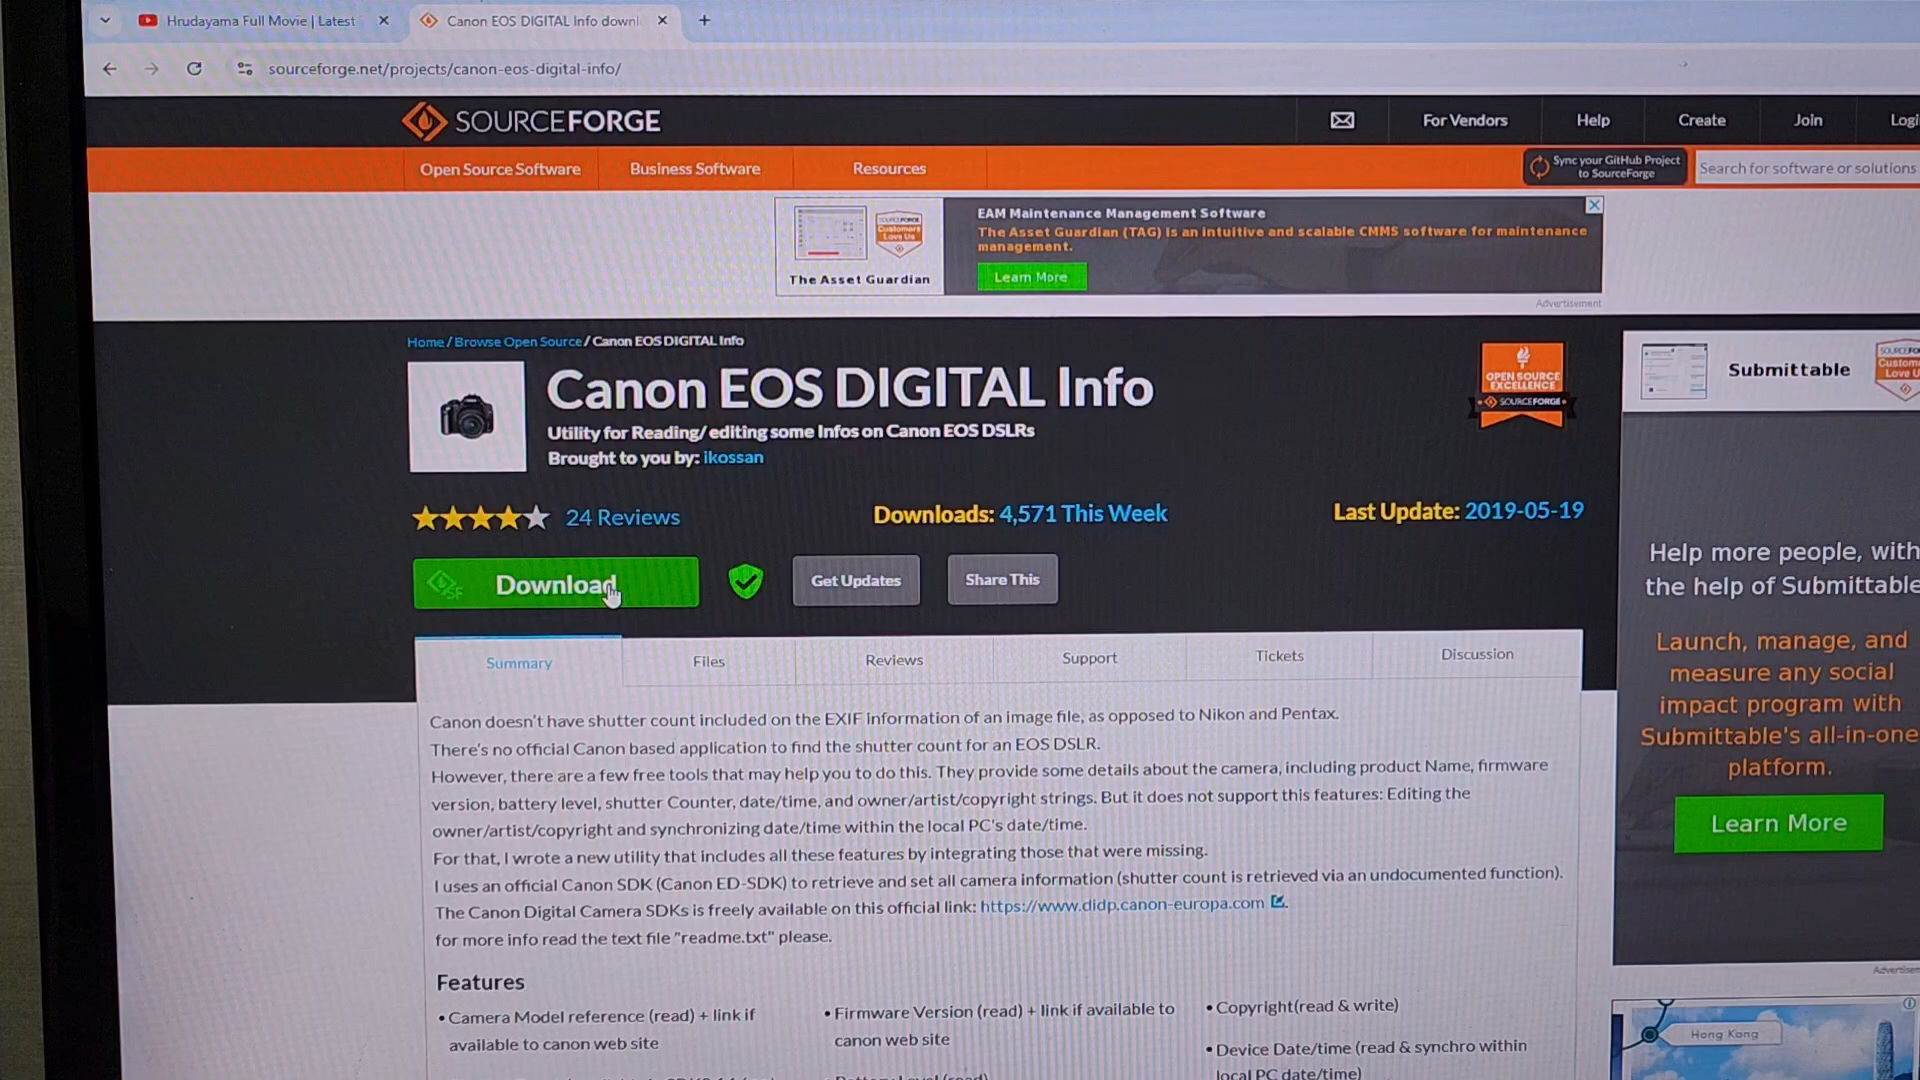 Hrudayama Full Movie | Latest
Canon EOS DIGITAL Info downl
sourceforge.net/projects/canon-eos-digital-info/
SOURCEFORGE
For Vendors
Help
Create
Join
Logi
Open Source Software
Business Software
Resources
Sync your GitHub Project
to SourceForge
Search for software or solutions
SOURCEFORGE
Customers
Love Us
The Asset Guardian
EAM Maintenance Management Software
The Asset Guardian (TAG) is an intuitive and scalable CMMS software for maintenance
management.
Learn More
Advertisement
Home / Browse Open Source / Canon EOS DIGITAL Info
Canon EOS DIGITAL Info
Utility for Reading/ editing some Infos on Canon EOS DSLRs
Brought to you by: ikossan
OPEN SOURCE
EXCELLENCE
SOURCEFORGE
24 Reviews
Downloads: 4,571 This Week
Last Update: 2019-05-19
SF
Download
Get Updates
Share This
Summary
Files
Reviews
Support
Tickets
Discussion
Canon doesn't have shutter count included on the EXIF information of an image file, as opposed to Nikon and Pentax.
There's no official Canon based application to find the shutter count for an EOS DSLR.
However, there are a few free tools that may help you to do this. They provide some details about the camera, including product Name, firmware
version, battery level, shutter Counter, date/time, and owner/artist/copyright strings. But it does not support this features: Editing the
owner/artist/copyright and synchronizing date/time within the local PC's date/time.
For that, I wrote a new utility that includes all these features by integrating those that were missing.
I uses an official Canon SDK (Canon ED-SDK) to retrieve and set all camera information (shutter count is retrieved via an undocumented function).
The Canon Digital Camera SDKs is freely available on this official link: https://www.didp.canon-europa.com .
for more info read the text file "readme.txt" please.
Features
• Camera Model reference (read) + link if
available to canon web site
• Firmware Version (read) + link if available to
canon web site
• Copyright(read & write)
• Device Date/time (read & synchro within
local PC date/time)
Submittable
SOURCEFO
Custom
Love U
Help more people, with
the help of Submittable
Launch, manage, and
measure any social
impact program with
Submittable's all-in-one
platform.
Learn More
Advertisem
Hong Kong